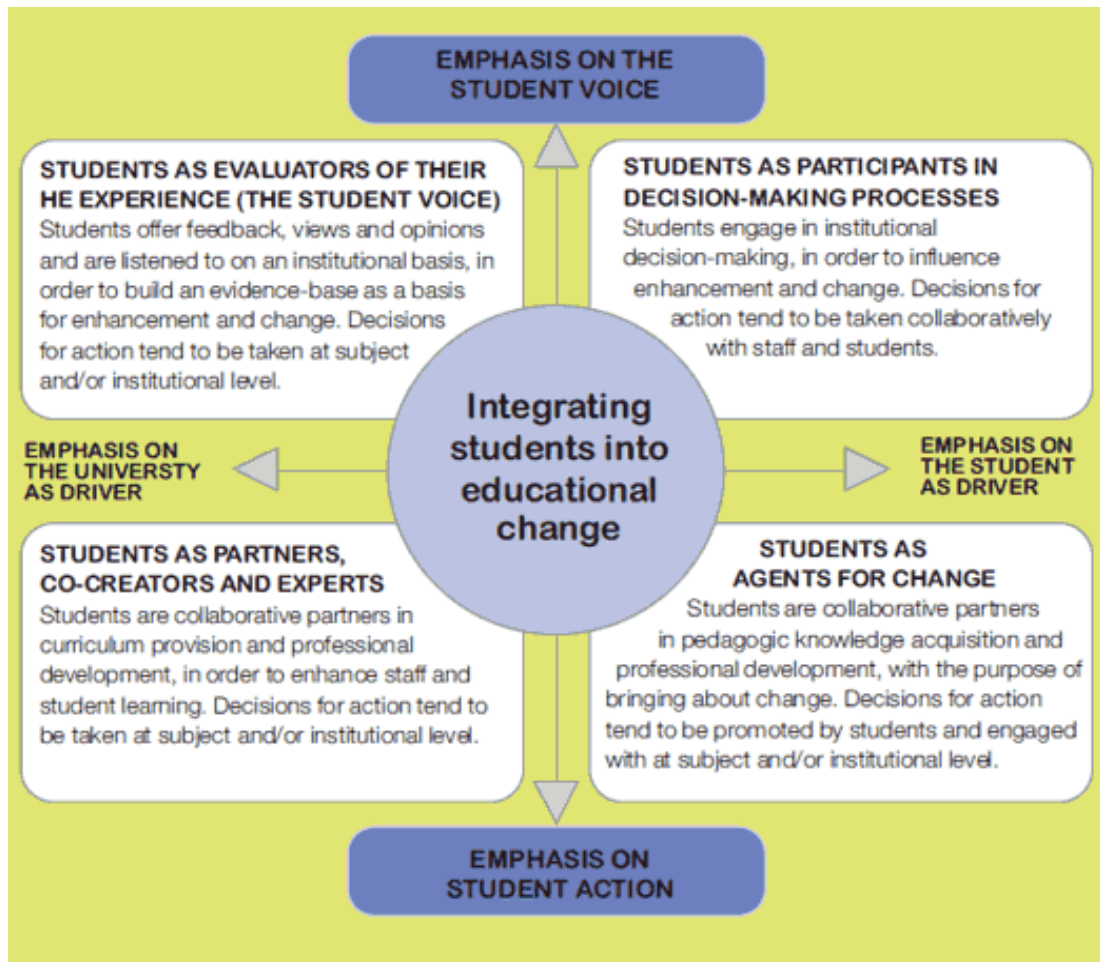 EMPHASIS ON THE
STUDENT VOICE
STUDENTS AS EVALUATORS OF THEIR
HE EXPERIENCE (THE STUDENT VOICE)
Students offer feedback, views and opinions
and are listened to on an institutional basis, in
order to build an evidence-base as a basis
for enhancement and change. Decisions
for action tend to be taken at subject
and/or institutional level.
STUDENTS AS PARTICIPANTS IN
DECISION-MAKING PROCESSES
Students engage in institutional
decision-making, in order to influence
enhancement and change. Decisions for
action tend to be taken collaboratively
with staff and students.
Integrating
students into
educational
change
EMPHASIS ON
THE UNIVERSTY
AS DRIVER
EMPHASIS ON
THE STUDENT
AS DRIVER
STUDENTS AS PARTNERS,
CO-CREATORS AND EXPERTS
Students are collaborative partners in
curriculum provision and professional
development, in order to enhance staff and
student learning. Decisions for action tend to
be taken at subject and/or institutional level.
STUDENTS AS
AGENTS FOR CHANGE
Students are collaborative partners
in pedagogic knowledge acquisition and
professional development, with the purpose of
bringing about change. Decisions for action
tend to be promoted by students and engaged
with at subject and/or institutional level.
EMPHASIS ON
STUDENT ACTION